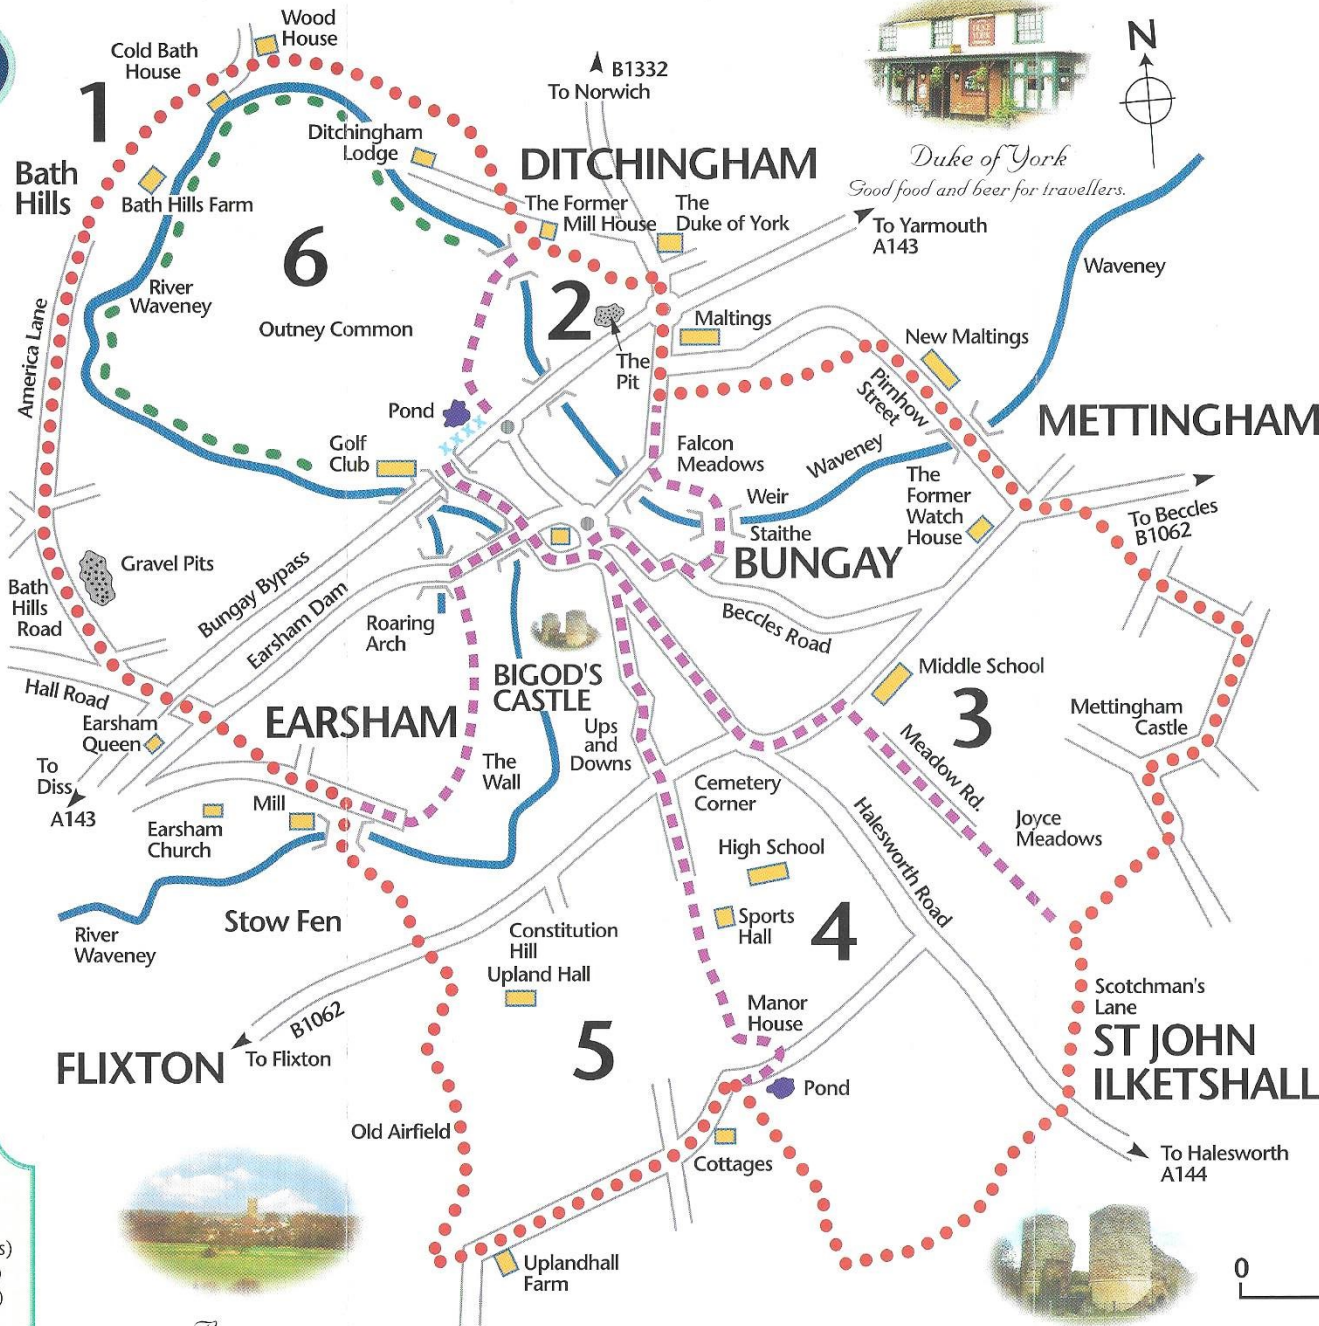 Wood
House
Cold Bath
House
1
Bath
Hills
Bath Hills Farm
Ditchingham
Lodge
B1332
To Norwich
N
Duke of York
Good food and beer for travellers.
DITCHINGHAM
The Former
Mill House
The
Duke of York
To Yarmouth
A143
Waveney
6
River
Waveney
Outney Common
America Lane
2
The
Pit
Maltings
New Maltings
Pirnhow
Street
METTINGHAM
Pond
Golf
Club
Falcon
Meadows
Waveney
The
Former
Watch
House
Weir
Staithe
BUNGAY
To Beccles
B1062
Gravel Pits
Bath
Hills
Road
Bungay Bypass
Earsham Dam
Roaring
Arch
Beccles Road
Hall Road
Earsham
Queen
EARSHAM
BIGOD'S
CASTLE
Middle School
3
Mettingham
Castle
To
Diss
A143
The
Wall
Ups
and
Downs
Cemetery
Corner
Meadow Rd.
Joyce
Meadows
Earsham
Church
Mill
Halesworth Road
High School
Sports
Hall
4
Stow Fen
River
Waveney
Constitution
Hill
Upland Hall
Manor
House
Scotchman's
Lane
ST JOHN
ILKETSHALL
B1062
FLIXTON
To Flixton
5
Pond
Old Airfield
Cottages
To Halesworth
A144
Uplandhall
Farm
0
s)
)